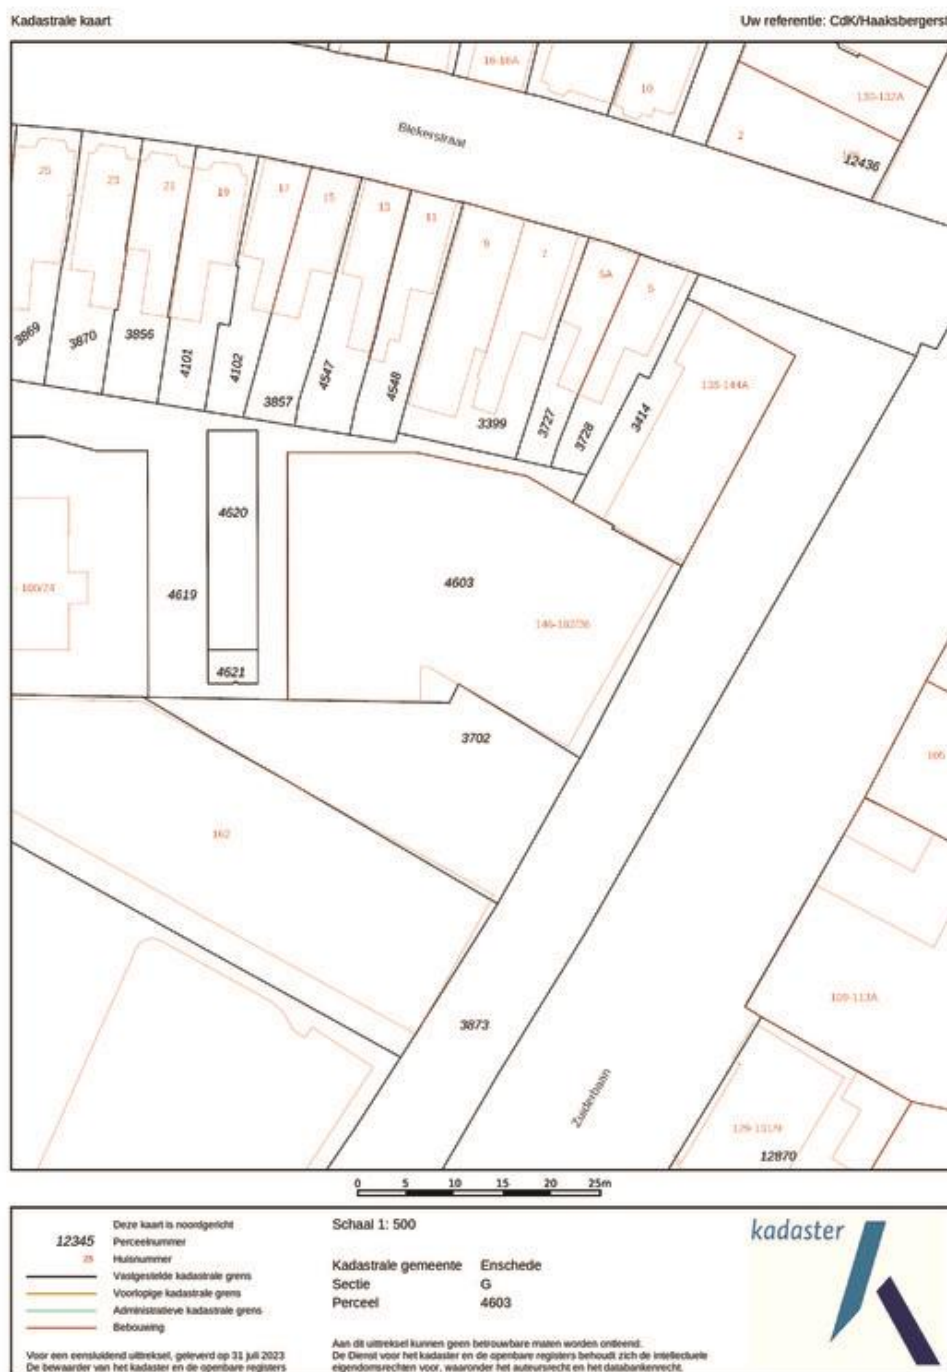 Kadastrale kaart
Uw referentie: CdK/Haaksbergerst
16-16A
10
130-132A
2
12436
Blekerstraat
25
23
21
19
17
15
13
11
9
7
5A
5
3869
3870
3856
4101
4102
3857
4547
4548
3399
3727
3728
3414
138-144A
4620
4603
4619
146-182/36
4621
3702
162
105
109-113A
3873
Zuiderbaan
12870
0 5 10 15 20 25m
Deze kaart is noordgericht
12345 Perceelnummer
25 Huisnummer
Vastgestelde kadastrale grens
Voorlopige kadastrale grens
Administratieve kadastrale grens
Bebouwing
Voor een eensluidend uittreksel, geleverd op 31 juli 2023
De bewaarder van het kadaster en de openbare registers
Schaal 1: 500
Kadastrale gemeente Enschede
Sectie G
Perceel 4603
Aan dit uittreksel kunnen geen betrouwbare maten worden ontleend.
De Dienst voor het kadaster en de openbare registers behoudt zich de intellectuele
eigendomsrechten voor, waaronder het auteursrecht en het databankenrecht.
kadaster